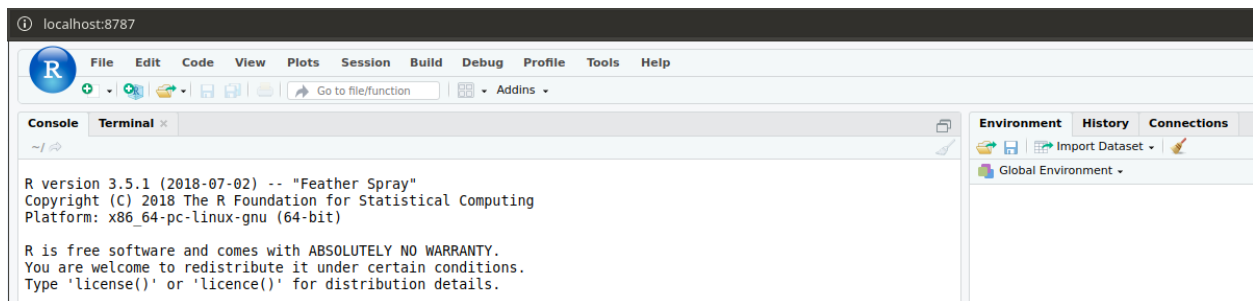 localhost:8787
R
File Edit Code View Plots Session Build Debug Profile Tools Help
R
Go to file/function
Addins
Console Terminal
~/
R version 3.5.1 (2018-07-02) -- "Feather Spray"
Copyright (C) 2018 The R Foundation for Statistical Computing
Platform: x86_64-pc-linux-gnu (64-bit)
R is free software and comes with ABSOLUTELY NO WARRANTY.
You are welcome to redistribute it under certain conditions.
Type 'license()' or 'licence()' for distribution details.
Environment History Connections
Import Dataset
Global Environment